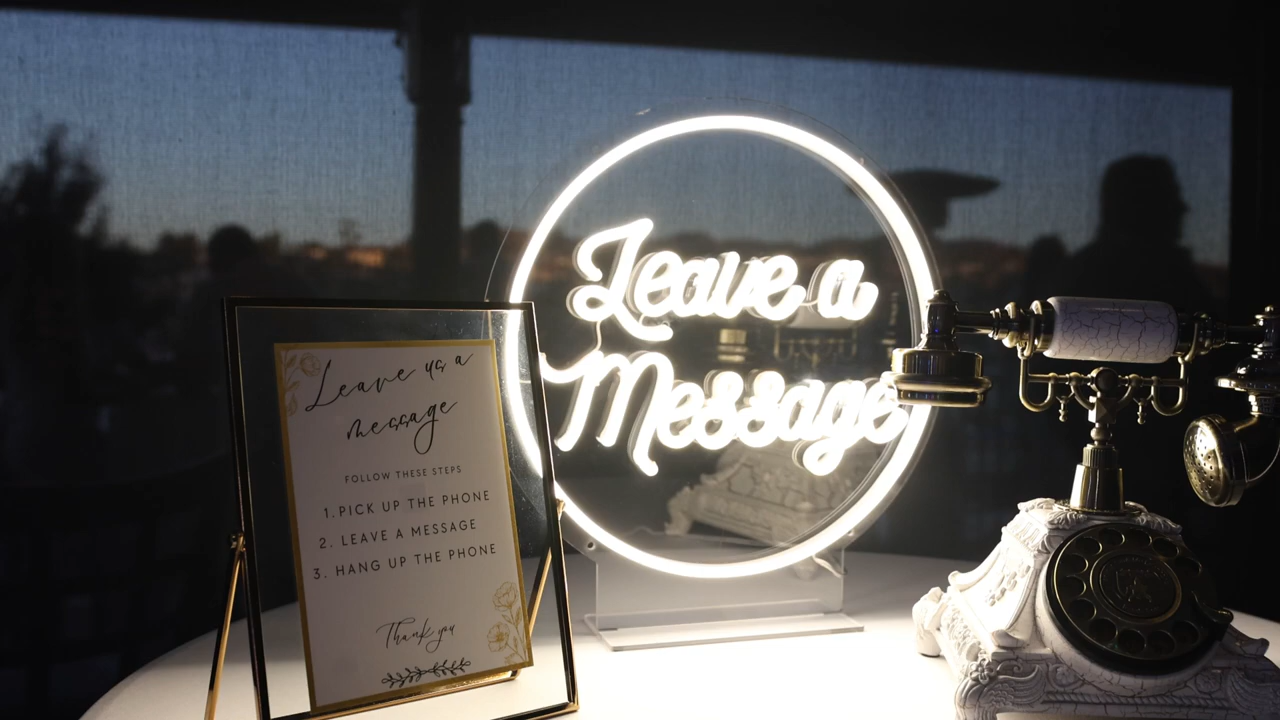 Leave us a
message
FOLLOW THESE STEPS
1. PICK UP THE PHONE
2. LEAVE A MESSAGE
3. HANG UP THE PHONE
Thank you
Leave a
Message